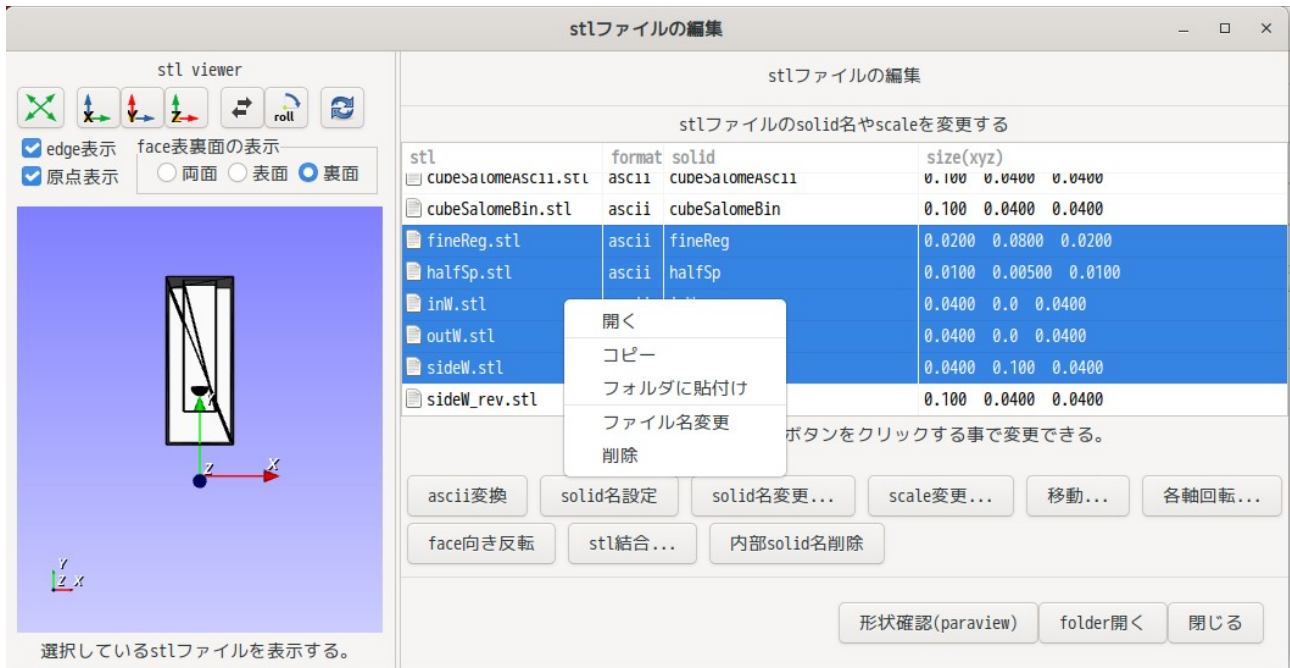 stlファイルの編集
stl viewer
X Y Z roll
edge表示 face表裏面の表示
原点表示 両面 表面 裏面
Y
Z X
Y
Z X
選択しているstlファイルを表示する。
stlファイルの編集
stlファイルのsolid名やscaleを変更する
stl format solid size(xyz)
cubeSalomeAscii.stl ascii cubeSalomeAscii 0.100 0.0400 0.0400
cubeSalomeBin.stl ascii cubeSalomeBin 0.100 0.0400 0.0400
fineReg.stl ascii fineReg 0.0200 0.0800 0.0200
halfSp.stl ascii halfSp 0.0100 0.00500 0.0100
inW.stl 0.0400 0.0 0.0400
outW.stl 0.0400 0.0 0.0400
sideW.stl 0.0400 0.100 0.0400
sideW_rev.stl 0.100 0.0400 0.0400
開く
コピー
フォルダに貼付け
ファイル名変更
削除
ボタンをクリックする事で変更できる。
ascii変換 solid名設定 solid名変更... scale変更... 移動... 各軸回転...
face向き反転 stl結合... 内部solid名削除
形状確認(paraview) folder開く 閉じる